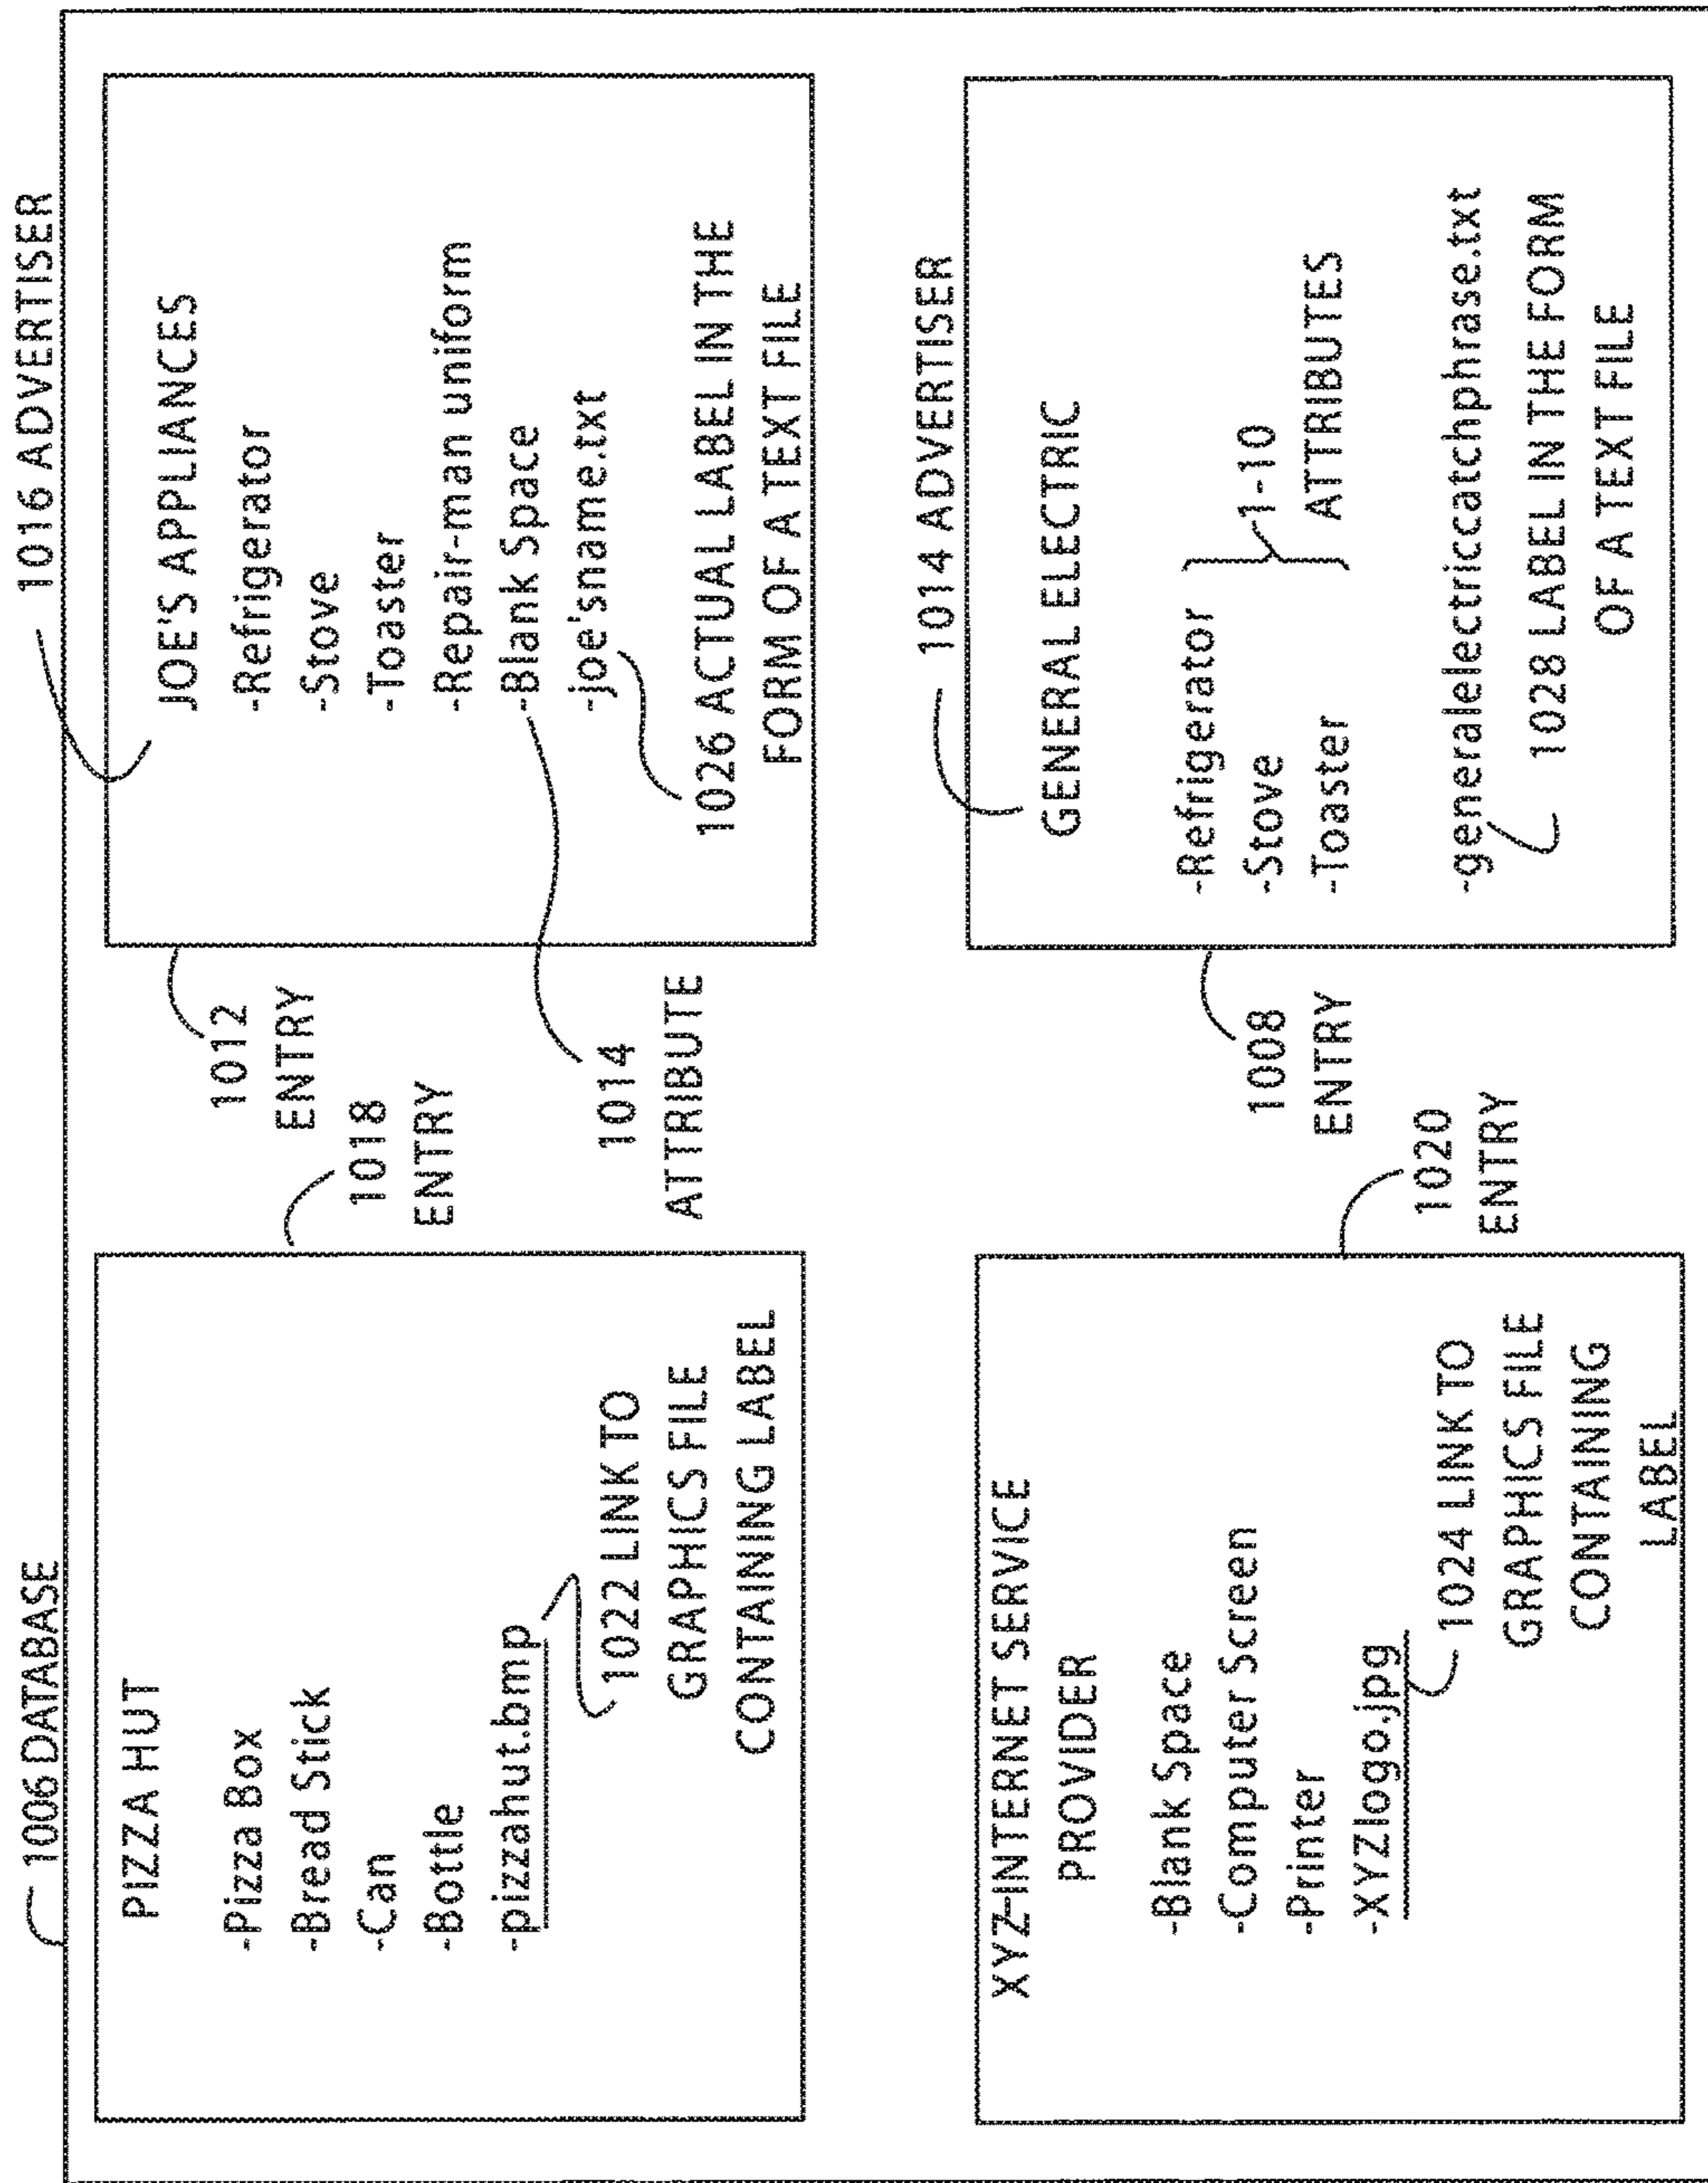 1006 DATABASE
PIZZA HUT
-Pizza Box
-Bread Stick
-Can
-Bottle
-pizzahut.bmp
1022 LINK TO
GRAPHICS FILE
CONTAINING LABEL
1018
ENTRY
1016 ADVERTISER
1012
ENTRY
JOE'S APPLIANCES
-Refrigerator
-Stove
-Toaster
-Repair-man uniform
-Blank Space
-joe'sname.txt
1026 ACTUAL LABEL IN THE
FORM OF A TEXT FILE
1014
ATTRIBUTE
XYZ-INTERNET SERVICE
PROVIDER
-Blank Space
-Computer Screen
-Printer
-XYZlogo.jpg
1024 LINK TO
GRAPHICS FILE
CONTAINING
LABEL
1020
ENTRY
1014 ADVERTISER
1008
ENTRY
GENERAL ELECTRIC
-Refrigerator
-Stove
-Toaster
1-10
ATTRIBUTES
-generalelectriccatchphrase.txt
1028 LABEL IN THE FORM
OF A TEXT FILE